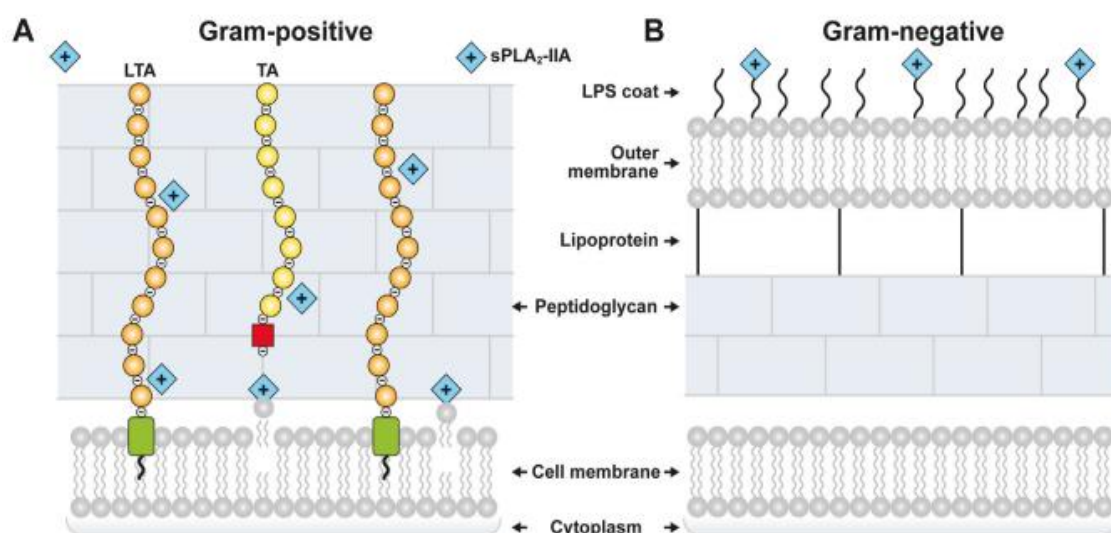 A
Gram-positive
B
Gram-negative
+
LTA
TA
+ sPLA₂-IIA
+ + +
LPS coat →
Outer
membrane →
Lipoprotein →
← Peptidoglycan →
← Cell membrane →
← Cytoplasm →